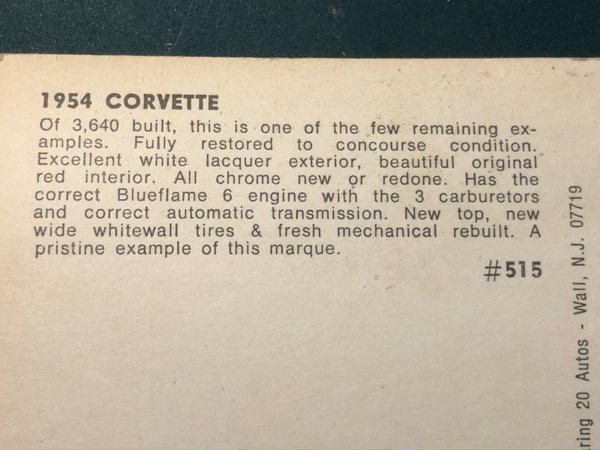 1954 CORVETTE
Of 3,640 built, this is one of the few remaining ex-
amples. Fully restored to concourse condition.
Excellent white lacquer exterior, beautiful original
red interior. All chrome new or redone. Has the
correct Blueflame 6 engine with the 3 carburetors
and correct automatic transmission. New top, new
wide whitewall tires & fresh mechanical rebuilt. A
pristine example of this marque.
#515
ring 20 Autos - Wall, N.J. 07719